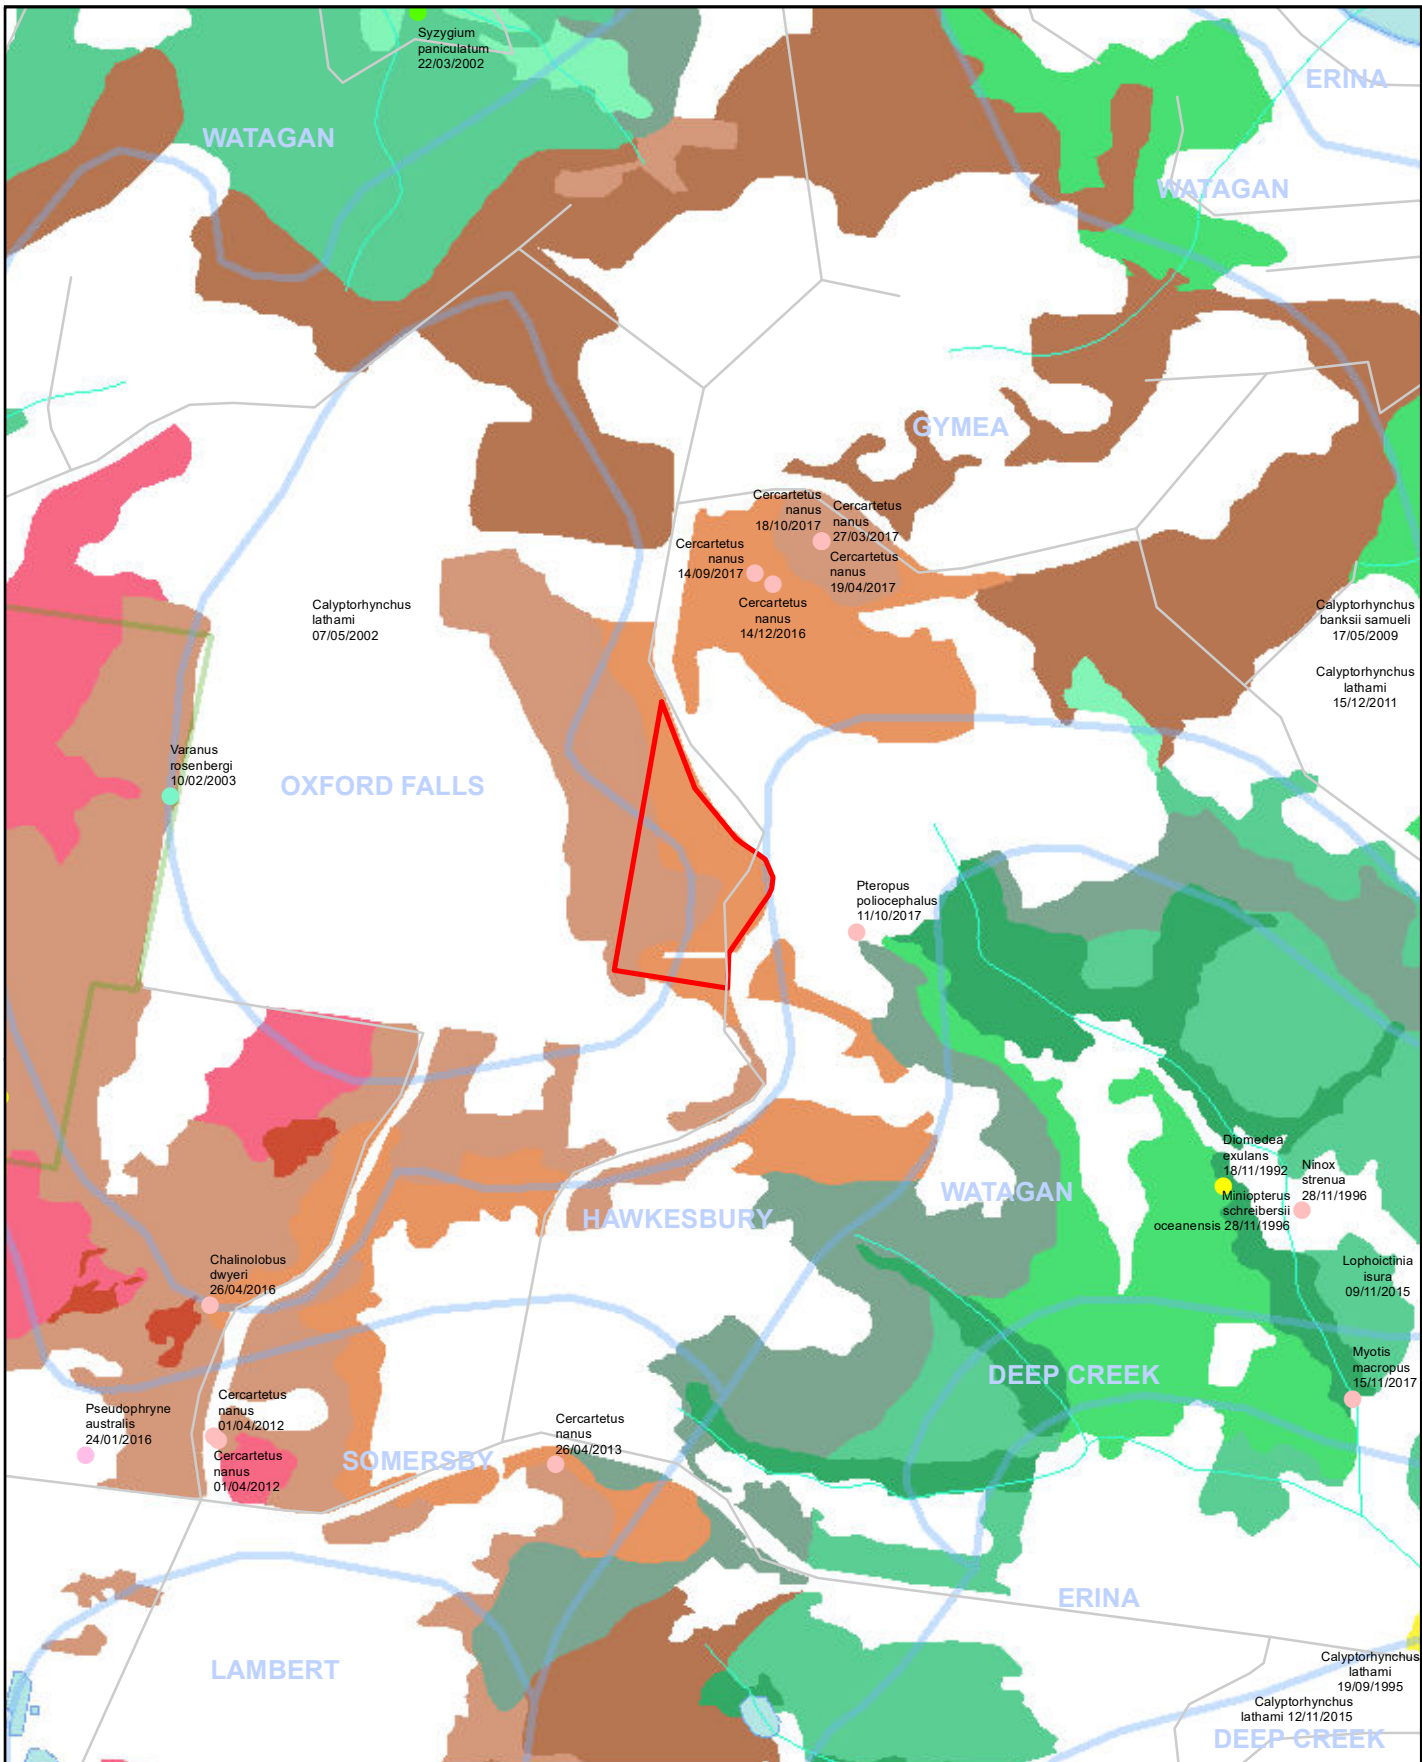 Syzygium
paniculatum
22/03/2002
ERINA
WATAGAN
WATAGAN
GYMEA
Cercartetus
nanus
18/10/2017
Cercartetus
nanus
27/03/2017
Cercartetus
nanus
14/09/2017
Cercartetus
nanus
19/04/2017
Cercartetus
nanus
14/12/2016
Calyptorhynchus
lathami
07/05/2002
Calyptorhynchus
banksii samueli
17/05/2009
Calyptorhynchus
lathami
15/12/2011
Varanus
rosenbergi
10/02/2003
OXFORD FALLS
Pteropus
poliocephalus
11/10/2017
Diomedea
exulans
18/11/1992
Ninox
strenua
28/11/1996
Miniopterus
schreibersii
oceanensis 28/11/1996
WATAGAN
HAWKESBURY
Chalinolobus
dwyeri
26/04/2016
Lophoictinia
isura
09/11/2015
Myotis
macropus
15/11/2017
DEEP CREEK
Cercartetus
nanus
01/04/2012
Pseudophryne
australis
24/01/2016
Cercartetus
nanus
26/04/2013
Cercartetus
nanus
01/04/2012
SOMERSBY
ERINA
LAMBERT
Calyptorhynchus
lathami
19/09/1995
Calyptorhynchus
lathami 12/11/2015
DEEP CREEK